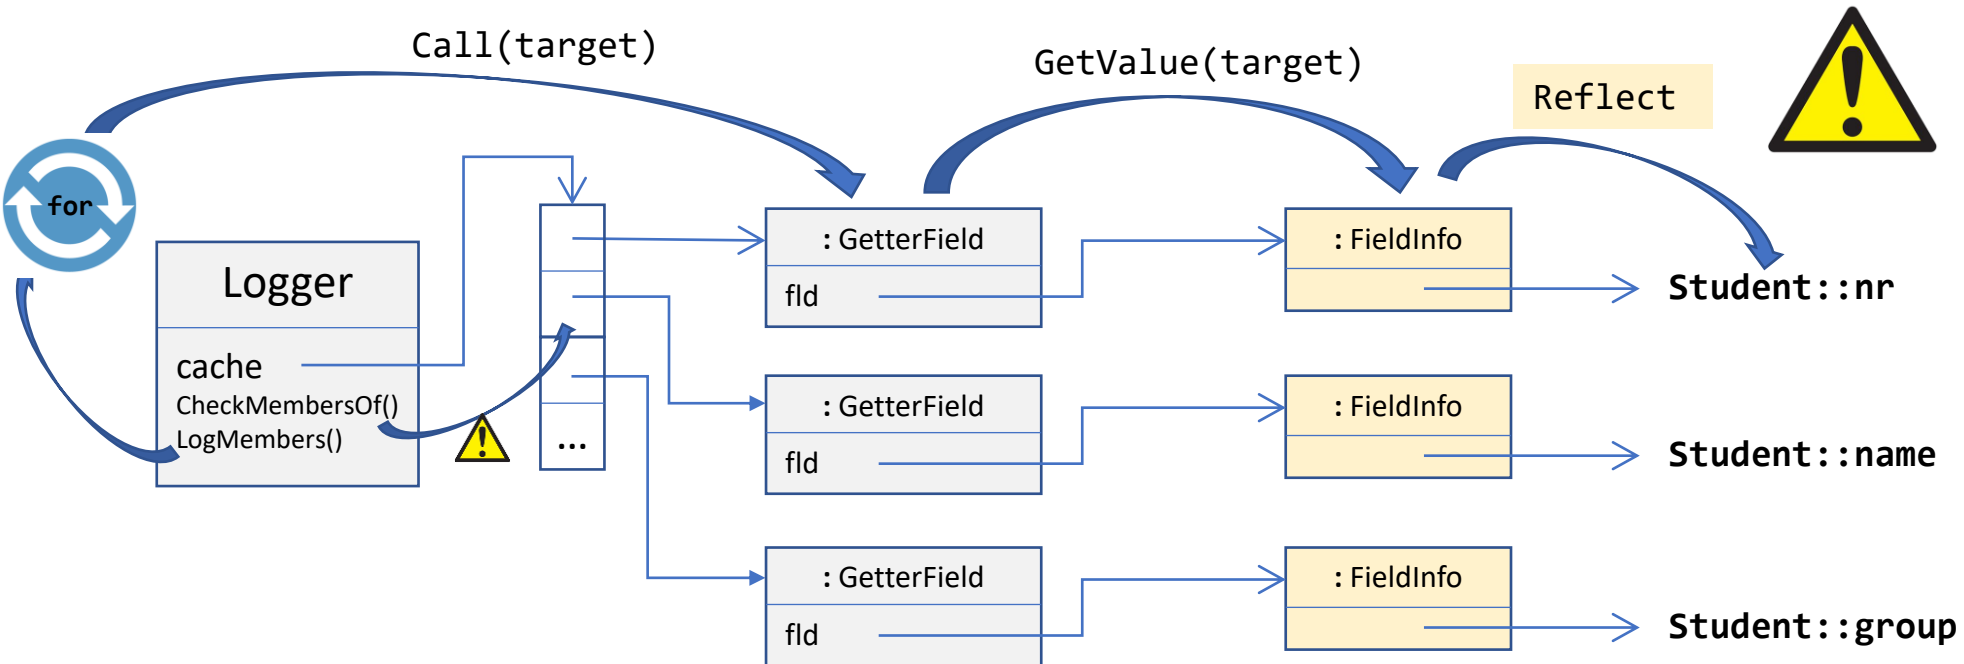 Call(target)
GetValue(target)
Reflect
for
Logger
cache
CheckMembersOf()
LogMembers()
...
: GetterField
fld
: FieldInfo
Student::nr
: GetterField
fld
: FieldInfo
Student::name
: GetterField
fld
: FieldInfo
Student::group